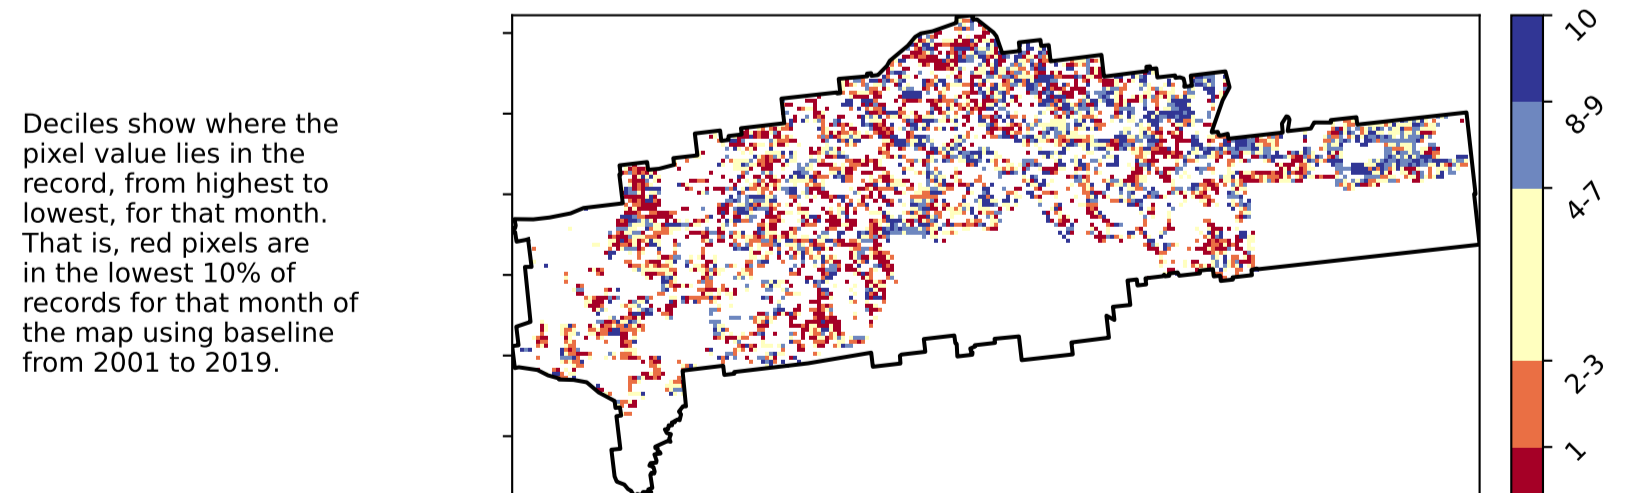 Deciles show where the
pixel value lies in the
record, from highest to
lowest, for that month.
That is, red pixels are
in the lowest 10% of
records for that month of
the map using baseline
from 2001 to 2019.
10
8-9
4-7
2-3
1